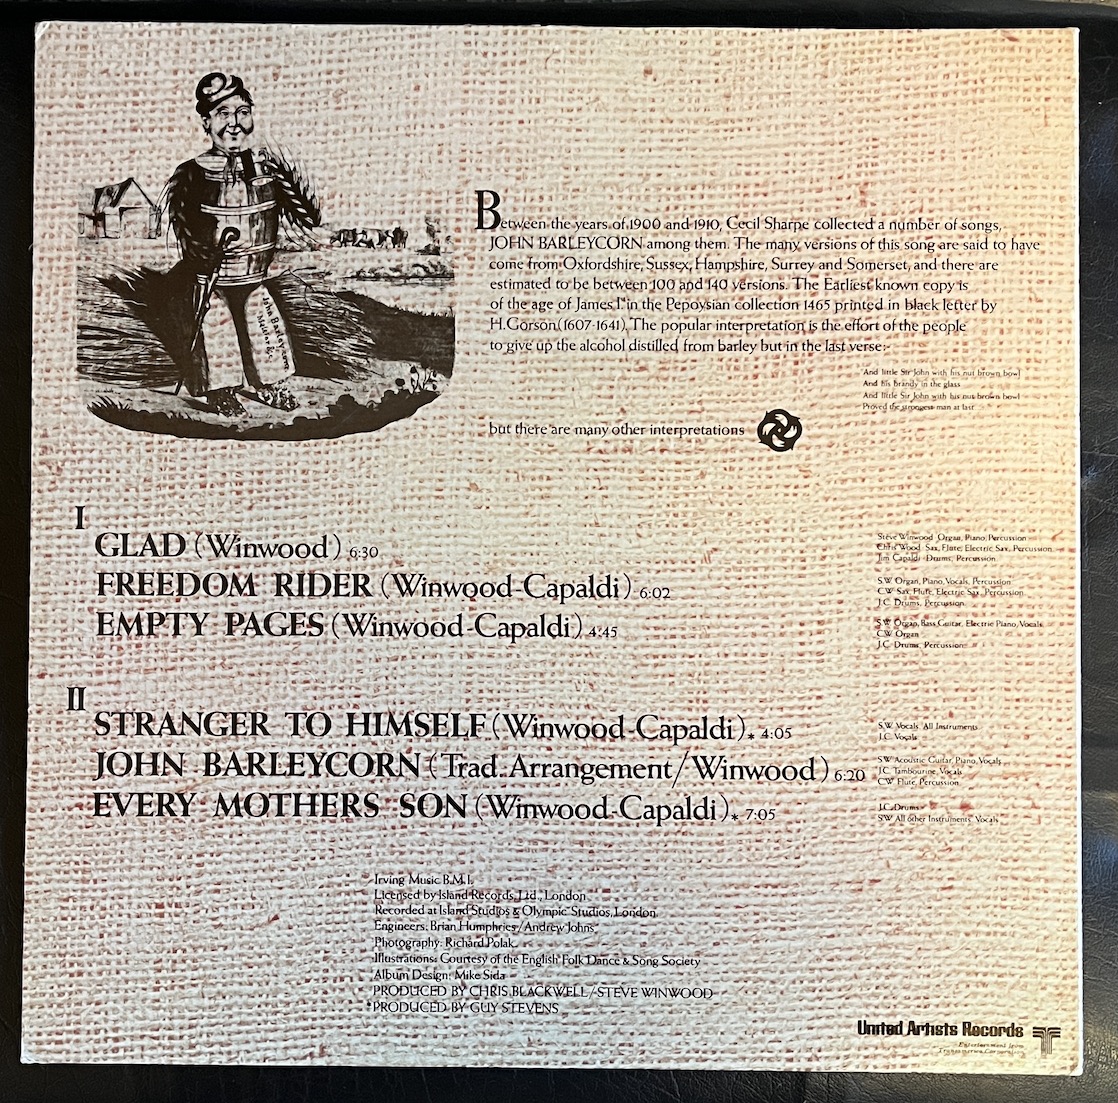 Between the years of 1900 and 1910, Cecil Sharpe collected a number of songs,
JOHN BARLEYCORN among them. The many versions of this song are said to have
come from Oxfordshire, Sussex, Hampshire, Surrey and Somerset, and there are
estimated to be between 100 and 140 versions. The Earliest known copy is
of the age of James I in the Pepoysian collection 1465 printed in black letter by
H.Gorson (1607-1641). The popular interpretation is the effort of the people
to give up the alcohol distilled from barley but in the last verse:-
And little Sir John with his nut brown bowl
And his brandy in the glass
And little Sir John with his nut brown bowl
Proved the strongest man at last
but there are many other interpretations
John Barleycorn
I
GLAD (Winwood) 6:30
Steve Winwood Organ, Piano, Percussion
Chris Wood Sax, Flute, Electric Sax, Percussion
Jim Capaldi Drums, Percussion
FREEDOM RIDER (Winwood-Capaldi) 6:02
S.W Organ, Piano, Vocals, Percussion
C.W Sax, Flute, Electric Sax, Percussion
J.C. Drums, Percussion
EMPTY PAGES (Winwood-Capaldi) 4:45
S.W Organ, Bass Guitar, Electric Piano, Vocals
C.W Organ
J.C. Drums, Percussion
II
STRANGER TO HIMSELF (Winwood-Capaldi)* 4:05
S.W Vocals, All Instruments
J.C Vocals
JOHN BARLEYCORN (Trad. Arrangement/Winwood) 6:20
S.W Acoustic Guitar, Piano, Vocals
J.C. Tambourine, Vocals
C.W Flute, Percussion
EVERY MOTHERS SON (Winwood-Capaldi)* 7:05
J.C. Drums
S.W All other Instruments Vocals
Irving Music B.M.I.
Licensed by Island Records, Ltd., London
Recorded at Island Studios & Olympic Studios, London
Engineers: Brian Humphries/Andrew Johns
Photography: Richard Polak
Illustrations: Courtesy of the English Folk Dance & Song Society
Album Design: Mike Sida
PRODUCED BY CHRIS BLACKWELL/STEVE WINWOOD
*PRODUCED BY GUY STEVENS
United Artists Records
Entertainment from
Transamerica Corporation